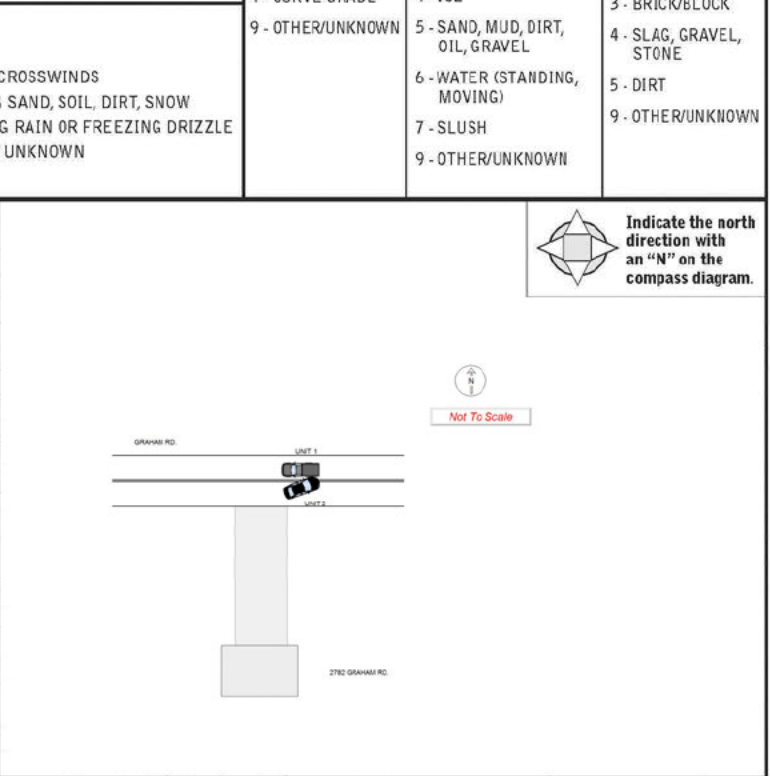 9 - OTHER/UNKNOWN
5 - SAND, MUD, DIRT,
OIL, GRAVEL
6 - WATER (STANDING,
MOVING)
7 - SLUSH
9 - OTHER/UNKNOWN
3 - BRICK/BLOCK
4 - SLAG, GRAVEL,
STONE
5 - DIRT
9 - OTHER/UNKNOWN
CROSSWINDS
SAND, SOIL, DIRT, SNOW
G RAIN OR FREEZING DRIZZLE
UNKNOWN
Indicate the north
direction with
an “N” on the
compass diagram.
N
Not To Scale
GRAHAM RD.
UNIT 1
UNIT 2
2782 GRAHAM RD.